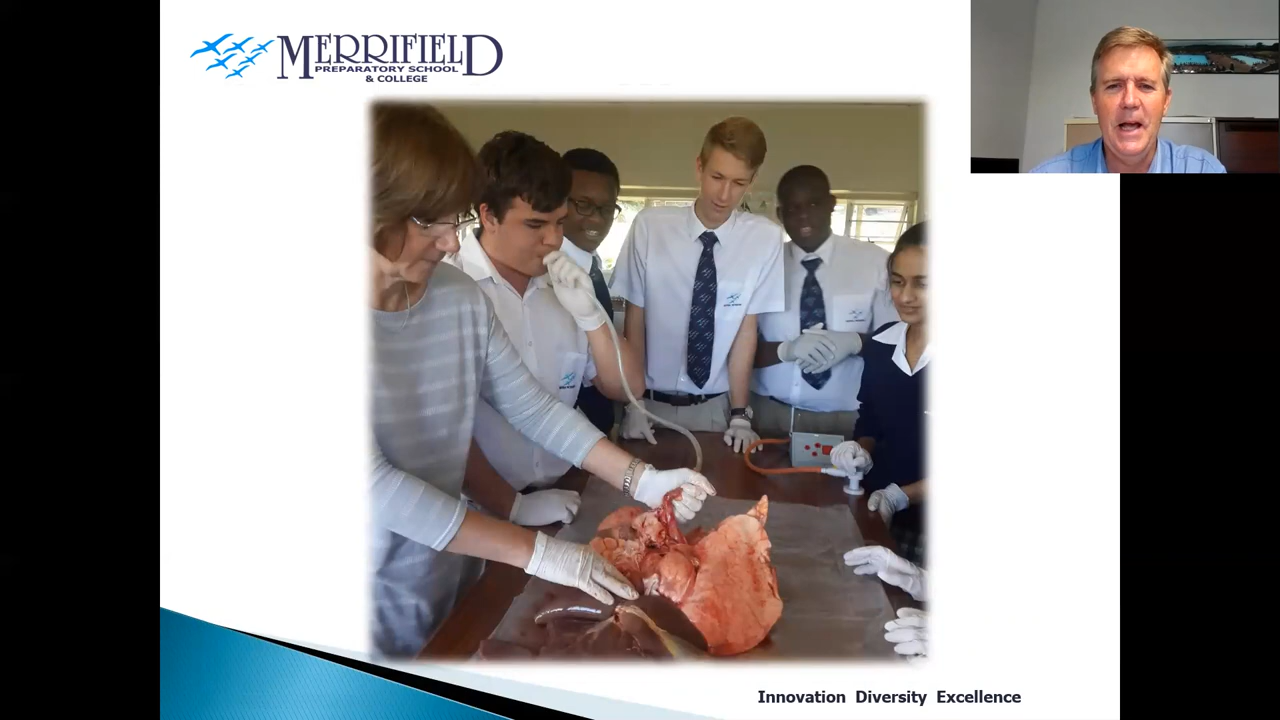 MERRIFIELD
PREPARATORY SCHOOL
& COLLEGE
Innovation Diversity Excellence